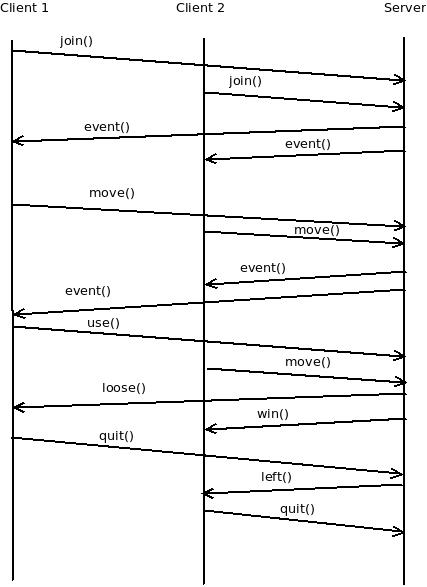 Client 1 Client 2 Server
join()
join()
event()
event()
move()
move()
event()
event()
use()
move()
loose()
win()
quit()
left()
quit()